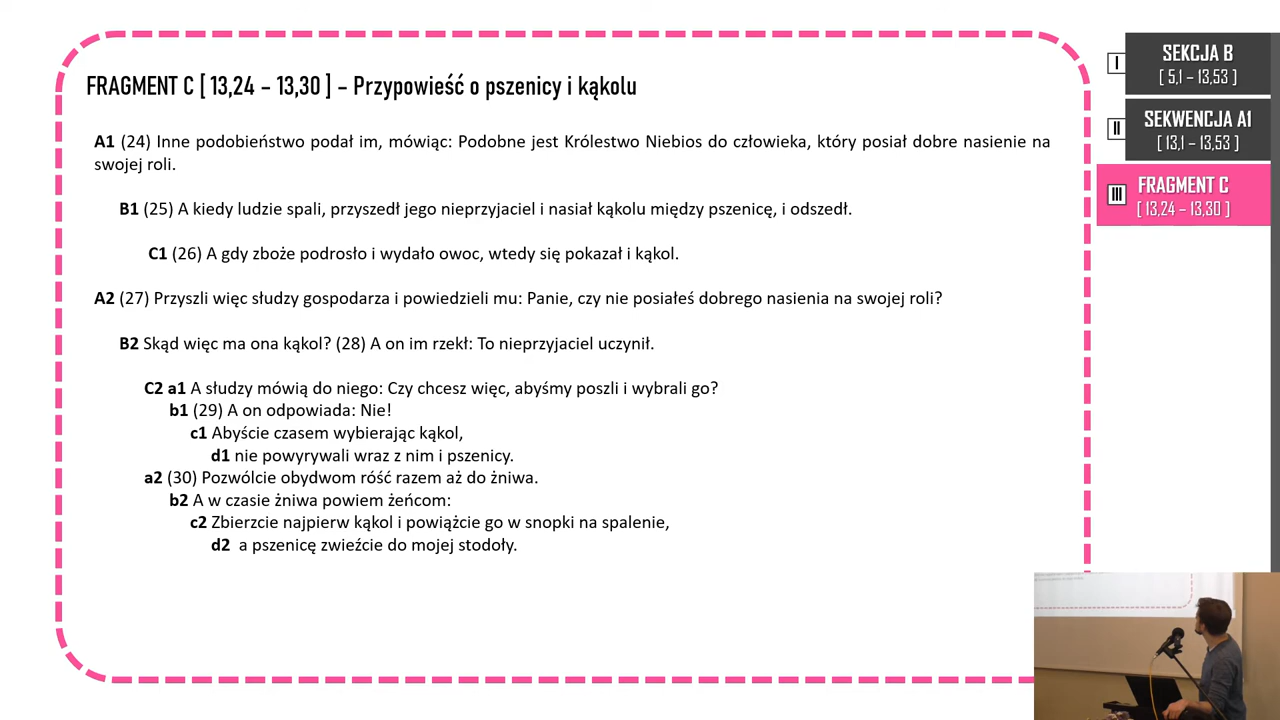 FRAGMENT C [ 13,24 – 13,30 ] – Przypowieść o pszenicy i kąkolu
A1 (24) Inne podobieństwo podał im, mówiąc: Podobne jest Królestwo Niebios do człowieka, który posiał dobre nasienie na
swojej roli.
B1 (25) A kiedy ludzie spali, przyszedł jego nieprzyjaciel i nasiał kąkolu między pszenicę, i odszedł.
C1 (26) A gdy zboże podrosło i wydało owoc, wtedy się pokazał i kąkol.
A2 (27) Przyszli więc słudzy gospodarza i powiedzieli mu: Panie, czy nie posiałeś dobrego nasienia na swojej roli?
B2 Skąd więc ma ona kąkol? (28) A on im rzekł: To nieprzyjaciel uczynił.
C2 a1 A słudzy mówią do niego: Czy chcesz więc, abyśmy poszli i wybrali go?
b1 (29) A on odpowiada: Nie!
c1 Abyście czasem wybierając kąkol,
d1 nie powyrywali wraz z nim i pszenicy.
a2 (30) Pozwólcie obydwom róść razem aż do żniwa.
b2 A w czasie żniwa powiem żeńcom:
c2 Zbierzcie najpierw kąkol i powiążcie go w snopki na spalenie,
d2 a pszenicę zwieźcie do mojej stodoły.
I
SEKCJA B
[ 5,1 – 13,53 ]
II
SEKWENCJA A1
[ 13,1 – 13,53 ]
III
FRAGMENT C
[ 13,24 – 13,30 ]